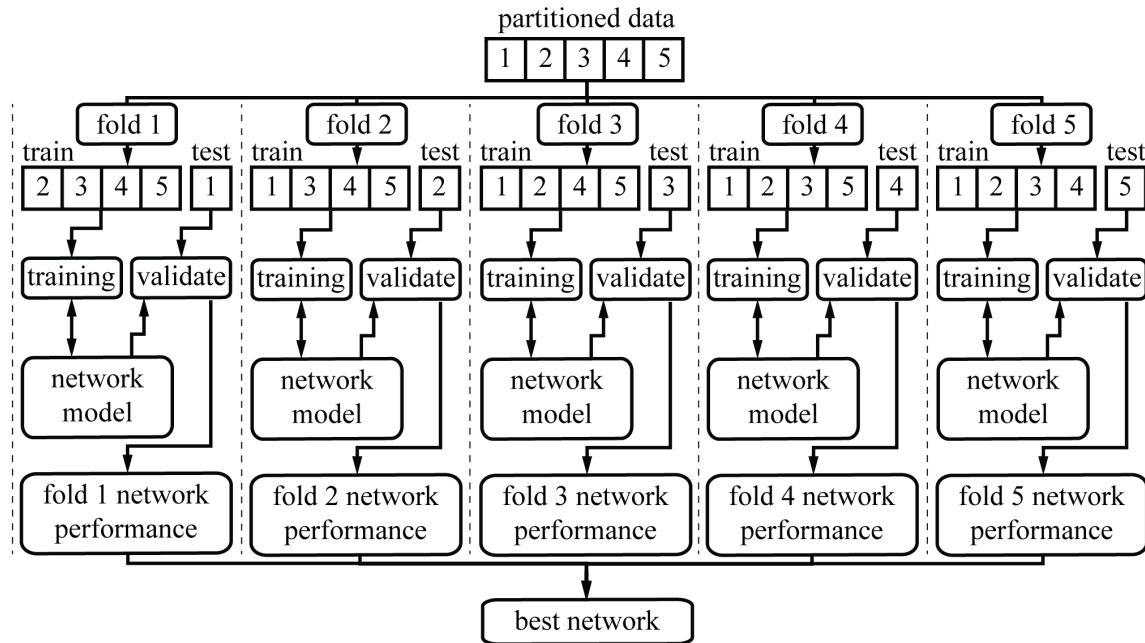 partitioned data
1 2 3 4 5
fold 1 fold 2 fold 3 fold 4 fold 5
train test train test train test train test train test
2 3 4 5 1 1 3 4 5 2 1 2 4 5 3 1 2 3 5 4 1 2 3 4 5
training validate training validate training validate training validate training validate
network network network network network
model model model model model
fold 1 network fold 2 network fold 3 network fold 4 network fold 5 network
performance performance performance performance performance
best network